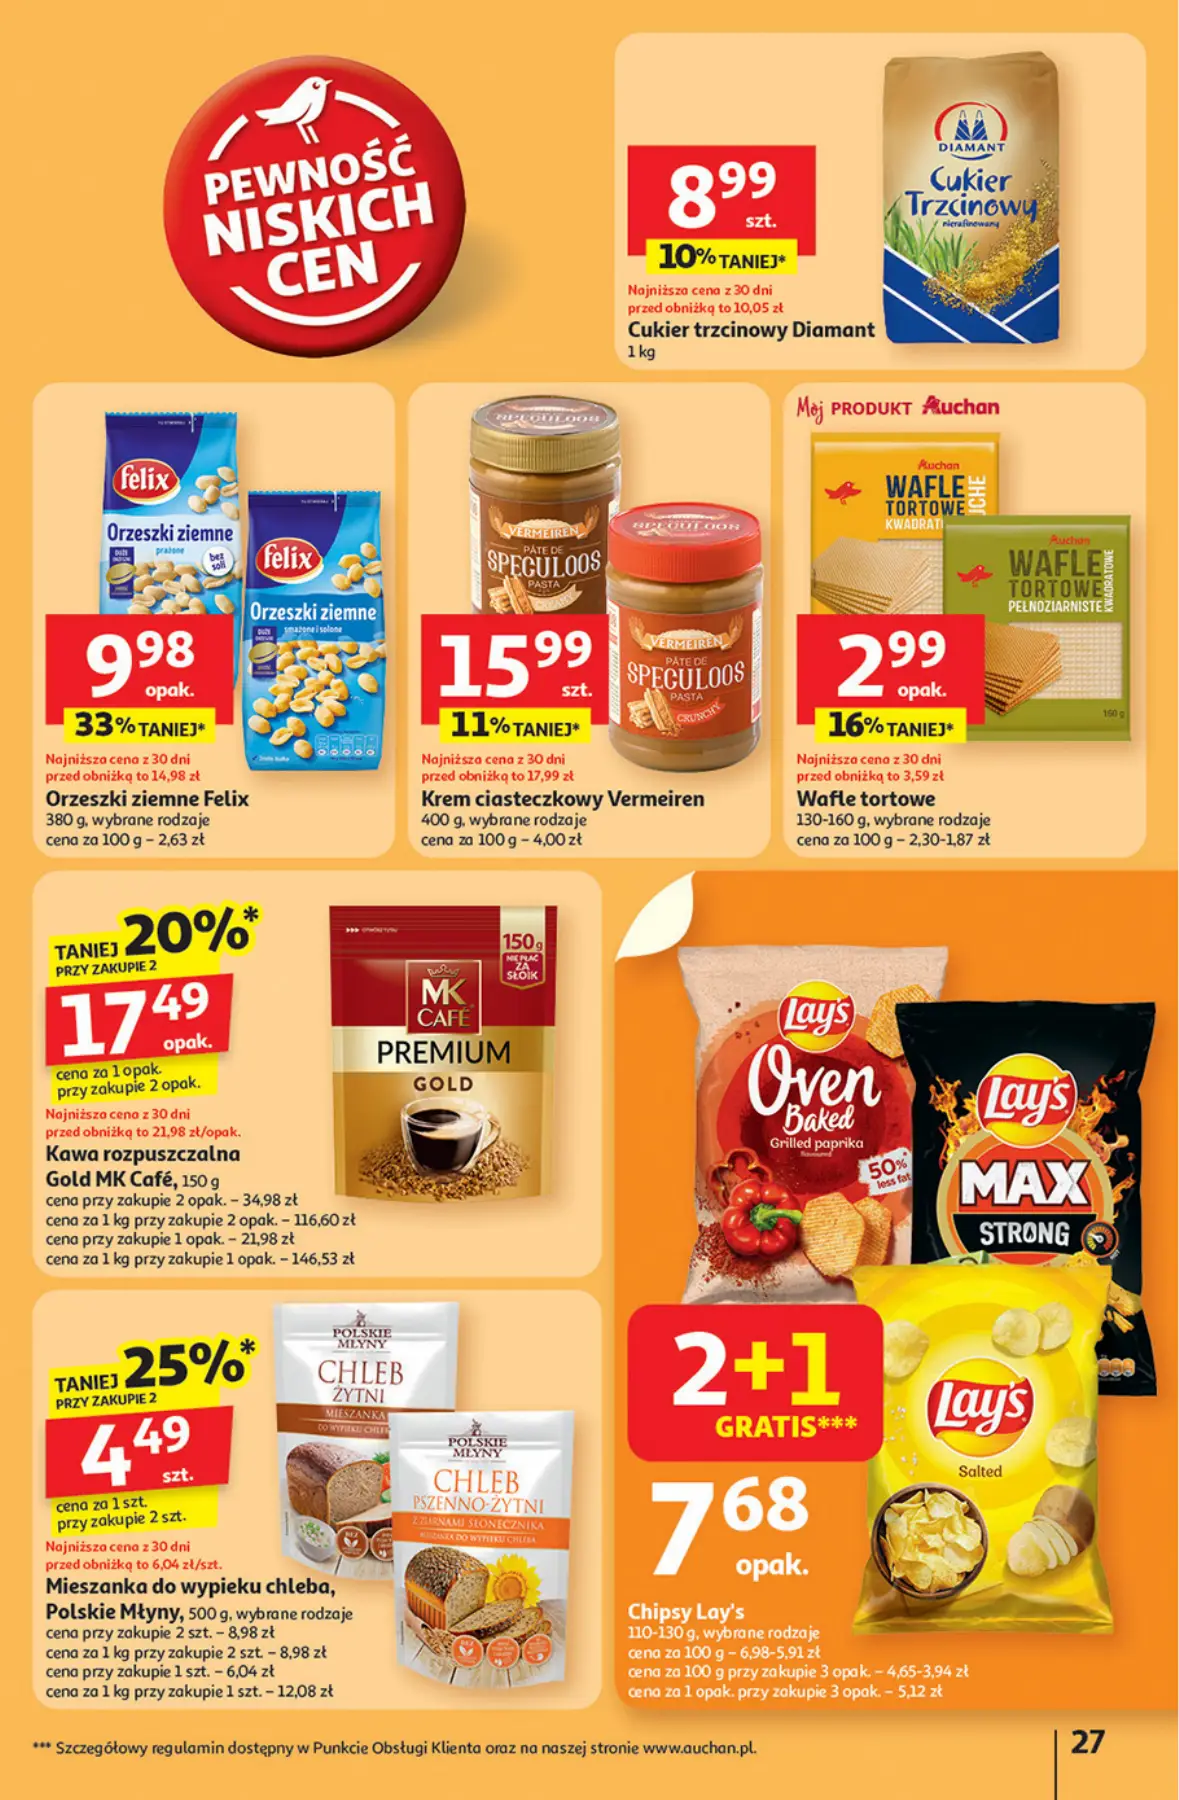 PEWNOŚĆ
NISKICH
CEN
DIAMANT
Cukier
Trzcinowy
nierafinowany
8 99
szt.
10% TANIEJ*
Najniższa cena z 30 dni
przed obniżką to 10,05 zł
Cukier trzcinowy Diamant
1 kg
felix
Orzeszki ziemne
prażone
bez soli
felix
Orzeszki ziemne
smażone i solone
9 98
opak.
33% TANIEJ*
Najniższa cena z 30 dni
przed obniżką to 14,98 zł
Orzeszki ziemne Felix
380 g, wybrane rodzaje
cena za 100 g – 2,63 zł
SPECULOOS
VERMEIREN
PÂTE DE
SPECULOOS
PASTA
SPECULOOS
VERMEIREN
PÂTE DE
SPECULOOS
PASTA
CRUNCHY
15 99
szt.
11% TANIEJ*
Najniższa cena z 30 dni
przed obniżką to 17,99 zł
Krem ciasteczkowy Vermeiren
400 g, wybrane rodzaje
cena za 100 g – 4,00 zł
Mój PRODUKT Auchan
Auchan
WAFLE
TORTOWE
Auchan
WAFLE
TORTOWE
PEŁNOZIARNISTE
KWADRATOWE
160 g
2 99
opak.
16% TANIEJ*
Najniższa cena z 30 dni
przed obniżką to 3,59 zł
Wafle tortowe
130-160 g, wybrane rodzaje
cena za 100 g – 2,30-1,87 zł
TANIEJ 20%*
PRZY ZAKUPIE 2
17 49
opak.
cena za 1 opak.
przy zakupie 2 opak.
Najniższa cena z 30 dni
przed obniżką to 21,98 zł/opak.
Kawa rozpuszczalna
Gold MK Café, 150 g
cena przy zakupie 2 opak. – 34,98 zł
cena za 1 kg przy zakupie 2 opak. – 116,60 zł
cena przy zakupie 1 opak. – 21,98 zł
cena za 1 kg przy zakupie 1 opak. – 146,53 zł
150 g
NIE PŁAĆ
ZA
SŁOIK
MK
CAFÉ
PREMIUM
GOLD
TANIEJ 25%*
PRZY ZAKUPIE 2
4 49
szt.
cena za 1 szt.
przy zakupie 2 szt.
Najniższa cena z 30 dni
przed obniżką to 6,04 zł/szt.
Mieszanka do wypieku chleba,
Polskie Młyny, 500 g, wybrane rodzaje
cena przy zakupie 2 szt. – 8,98 zł
cena za 1 kg przy zakupie 2 szt. – 8,98 zł
cena przy zakupie 1 szt. – 6,04 zł
cena za 1 kg przy zakupie 1 szt. – 12,08 zł
POLSKIE
MŁYNY
CHLEB
ŻYTNI
MIESZANKA
DO WYPIEKU CHLEBA
POLSKIE
MŁYNY
CHLEB
PSZENNO-ŻYTNI
Z ZIARNAMI SŁONECZNIKA
MIESZANKA DO WYPIEKU CHLEBA
Lay's
Oven
Baked
Grilled paprika
50%
less fat
Lay's
MAX
STRONG
Lay's
Salted
2+1
GRATIS***
7 68
opak.
Chipsy Lay's
110-130 g, wybrane rodzaje
cena za 100 g – 6,98-5,91 zł
cena za 100 g przy zakupie 3 opak. – 4,65-3,94 zł
cena za 1 opak. przy zakupie 3 opak. – 5,12 zł
*** Szczegółowy regulamin dostępny w Punkcie Obsługi Klienta oraz na naszej stronie www.auchan.pl.
27